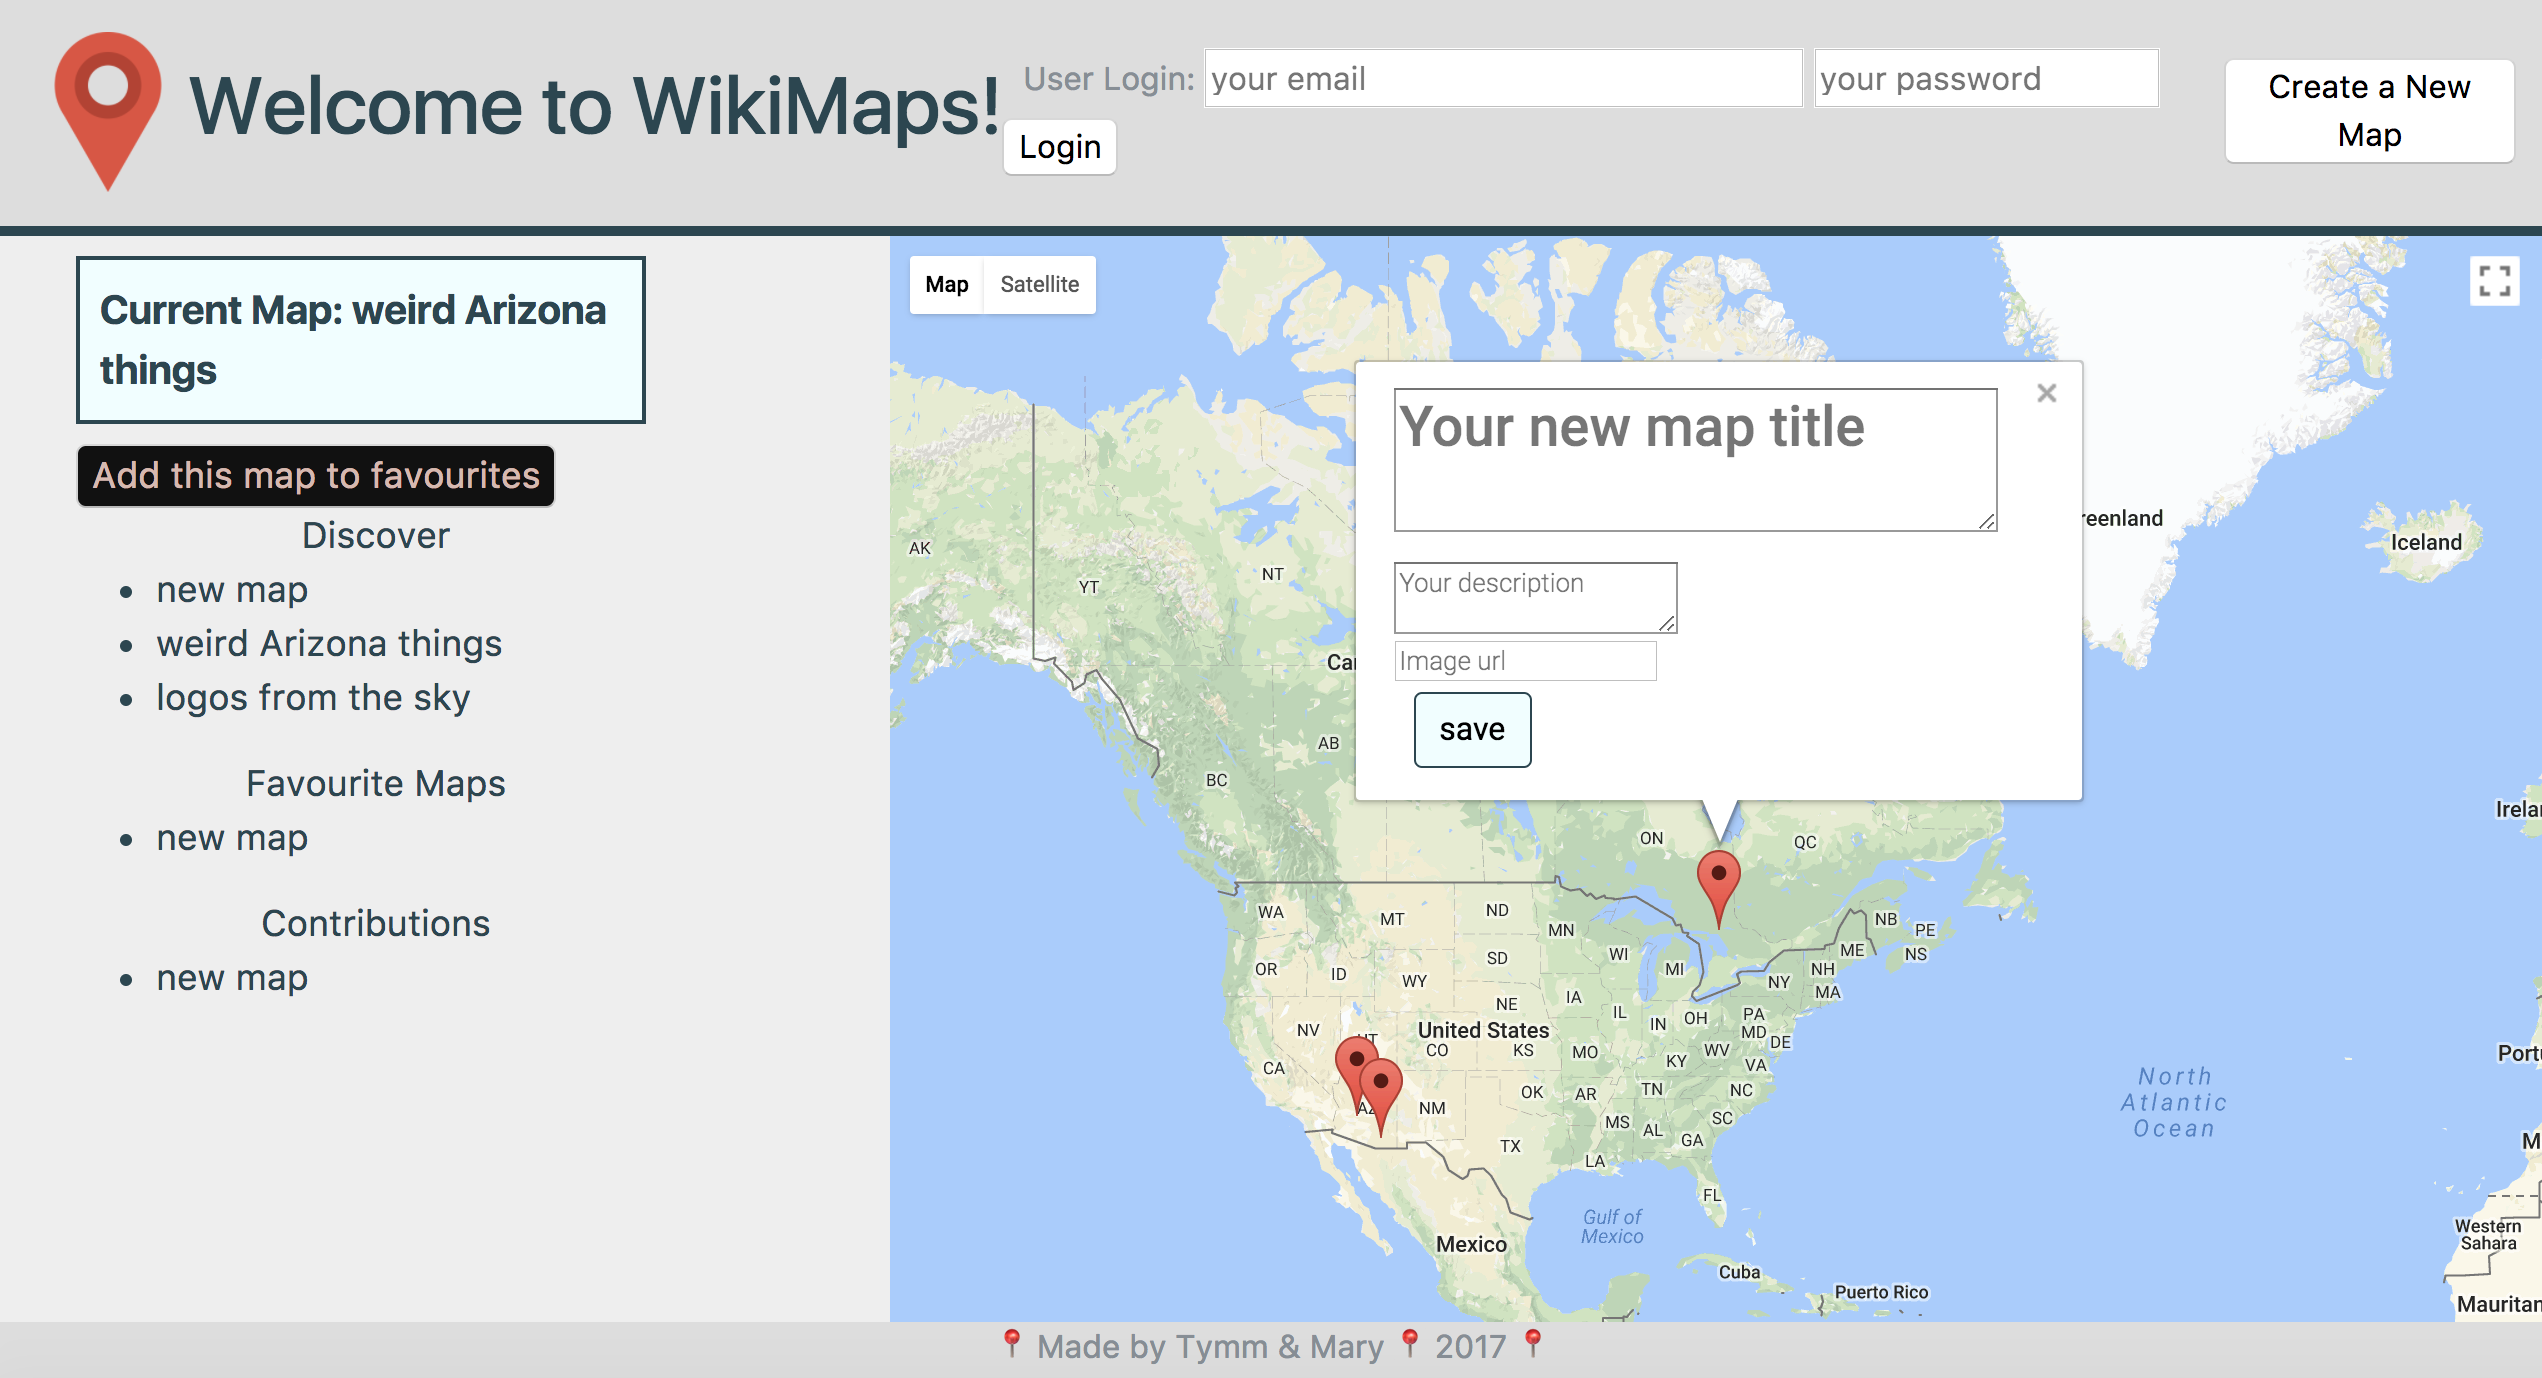 Welcome to WikiMaps!
User Login: your email your password
Login
Create a New
Map
Current Map: weird Arizona
things
Add this map to favourites
Discover
new map
weird Arizona things
logos from the sky
Favourite Maps
new map
Contributions
new map
Map Satellite
Your new map title
×
Your description
Image url
save
reenland
Iceland
AK
YT
NT
Ca
AB
BC
Irela
ON
QC
WA
MT
ND
MN
NB
PE
NS
ME
OR
ID
WY
SD
WI
MI
NH
NY
MA
NE
IA
IL
IN
OH
PA
MD
DE
NV
UT
United States
CO
KS
MO
KY
WV
VA
CA
AZ
NM
OK
AR
TN
NC
MS
AL
SC
GA
TX
LA
FL
Portu
North
Atlantic
Ocean
M
Gulf of
Mexico
Mexico
Cuba
Puerto Rico
Western
Sahara
Mauritan
📍 Made by Tymm & Mary 📍 2017 📍